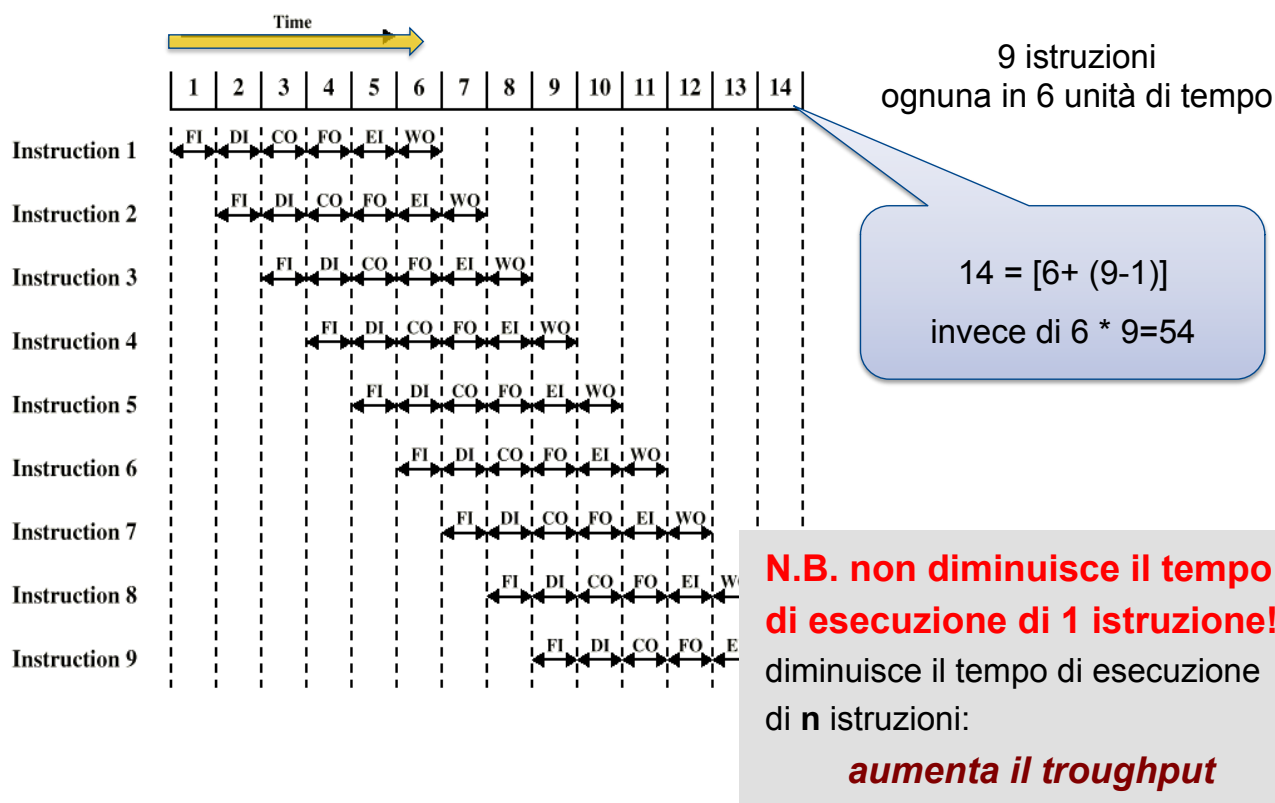 Time
9 istruzioni
ognuna in 6 unità di tempo
1 2 3 4 5 6 7 8 9 10 11 12 13 14
Instruction 1 FI DI CO FO EI WO
Instruction 2 FI DI CO FO EI WO
Instruction 3 FI DI CO FO EI WO
14 = [6+ (9-1)]
invece di 6 * 9=54
Instruction 4 FI DI CO FO EI WO
Instruction 5 FI DI CO FO EI WO
Instruction 6 FI DI CO FO EI WO
Instruction 7 FI DI CO FO EI WO
Instruction 8 FI DI CO FO EI
Instruction 9 FI DI CO FO
N.B. non diminuisce il tempo
di esecuzione di 1 istruzione!
diminuisce il tempo di esecuzione
di n istruzioni:
aumenta il troughput